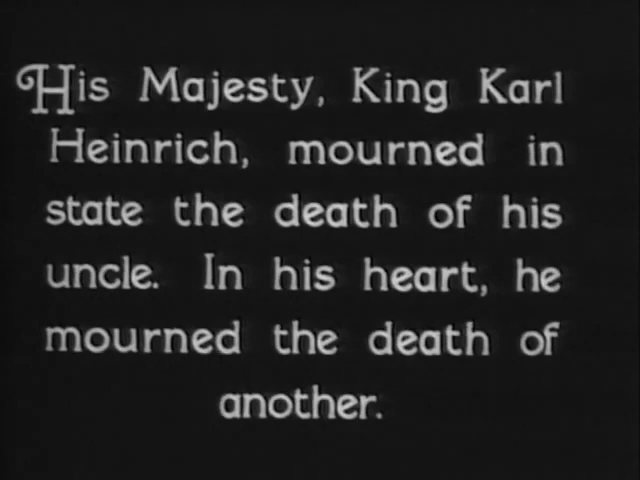 His Majesty, King Karl
Heinrich, mourned in
state the death of his
uncle. In his heart, he
mourned the death of
another.